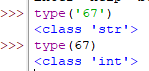 >>> type('67')
<class 'str'>
>>> type(67)
<class 'int'>